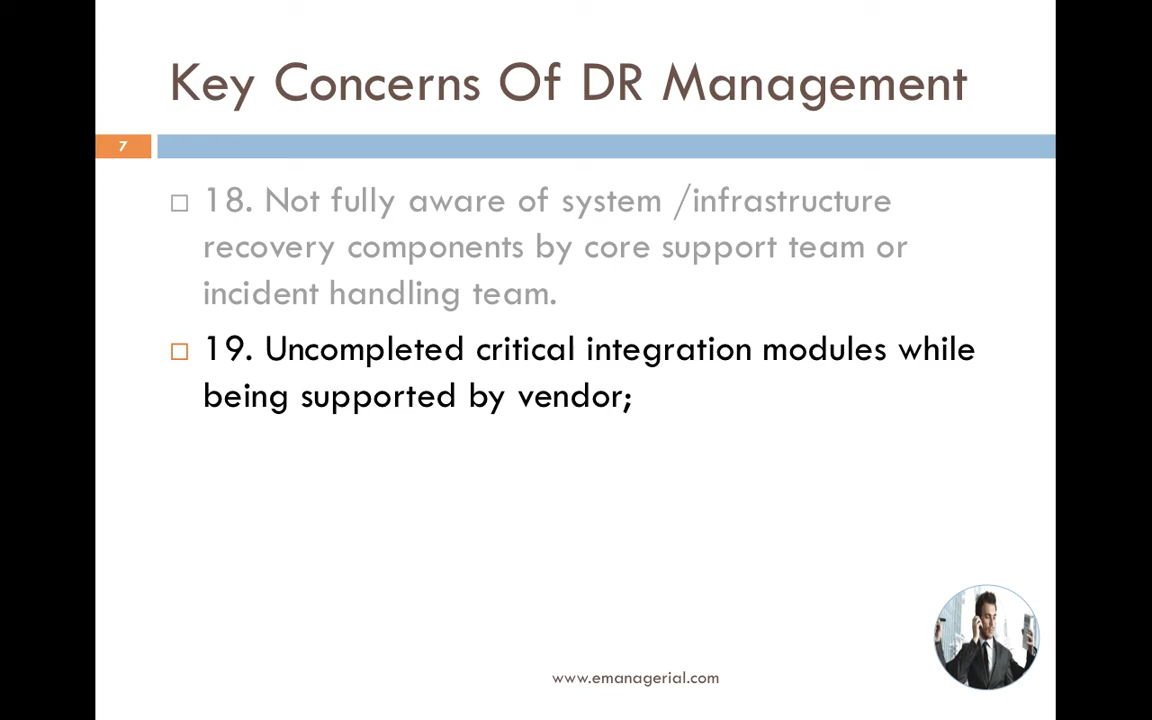 Key Concerns Of DR Management
7
18. Not fully aware of system /infrastructure
recovery components by core support team or
incident handling team.
19. Uncompleted critical integration modules while
being supported by vendor;
www.emanagerial.com